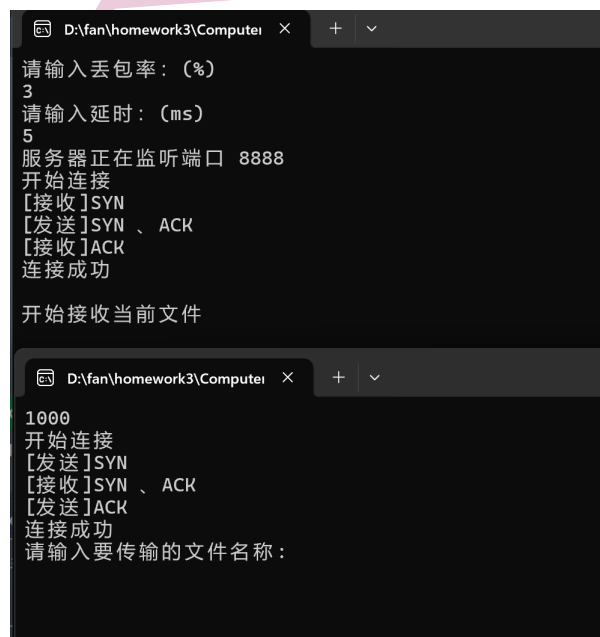 D:\fan\homework3\Computer
请输入丢包率：(%)
3
请输入延时：(ms)
5
服务器正在监听端口 8888
开始连接
[接收]SYN
[发送]SYN 、 ACK
[接收]ACK
连接成功
开始接收当前文件
D:\fan\homework3\Computer
1000
开始连接
[发送]SYN
[接收]SYN 、 ACK
[发送]ACK
连接成功
请输入要传输的文件名称：